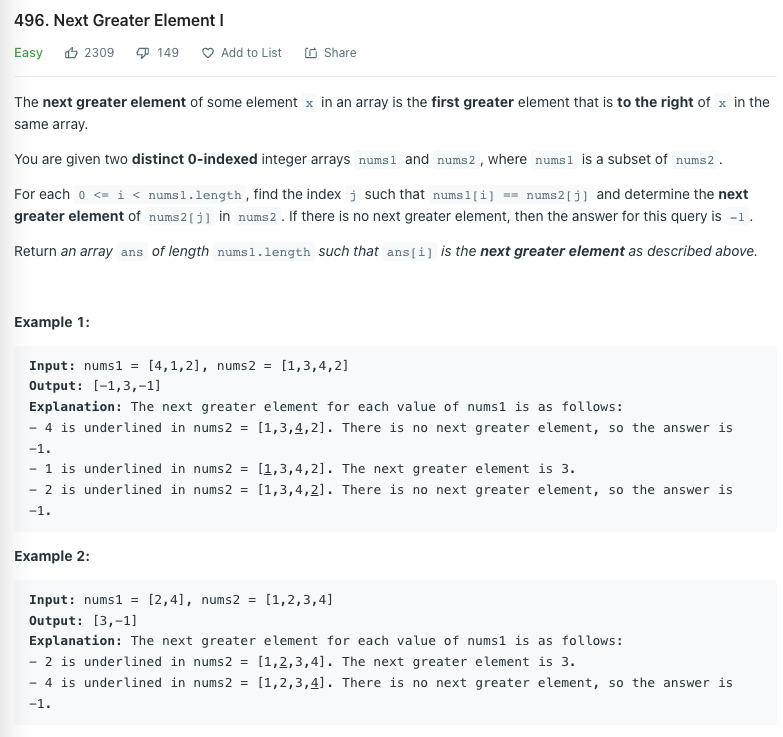 496. Next Greater Element I
Easy 2309 149 Add to List Share
The next greater element of some element x in an array is the first greater element that is to the right of x in the
same array.
You are given two distinct 0-indexed integer arrays nums1 and nums2, where nums1 is a subset of nums2.
For each 0 <= i < nums1.length, find the index j such that nums1[i] == nums2[j] and determine the next
greater element of nums2[j] in nums2. If there is no next greater element, then the answer for this query is -1.
Return an array ans of length nums1.length such that ans[i] is the next greater element as described above.
Example 1:
Input: nums1 = [4,1,2], nums2 = [1,3,4,2]
Output: [-1,3,-1]
Explanation: The next greater element for each value of nums1 is as follows:
- 4 is underlined in nums2 = [1,3,4,2]. There is no next greater element, so the answer is
-1.
- 1 is underlined in nums2 = [1,3,4,2]. The next greater element is 3.
- 2 is underlined in nums2 = [1,3,4,2]. There is no next greater element, so the answer is
-1.
Example 2:
Input: nums1 = [2,4], nums2 = [1,2,3,4]
Output: [3,-1]
Explanation: The next greater element for each value of nums1 is as follows:
- 2 is underlined in nums2 = [1,2,3,4]. The next greater element is 3.
- 4 is underlined in nums2 = [1,2,3,4]. There is no next greater element, so the answer is
-1.